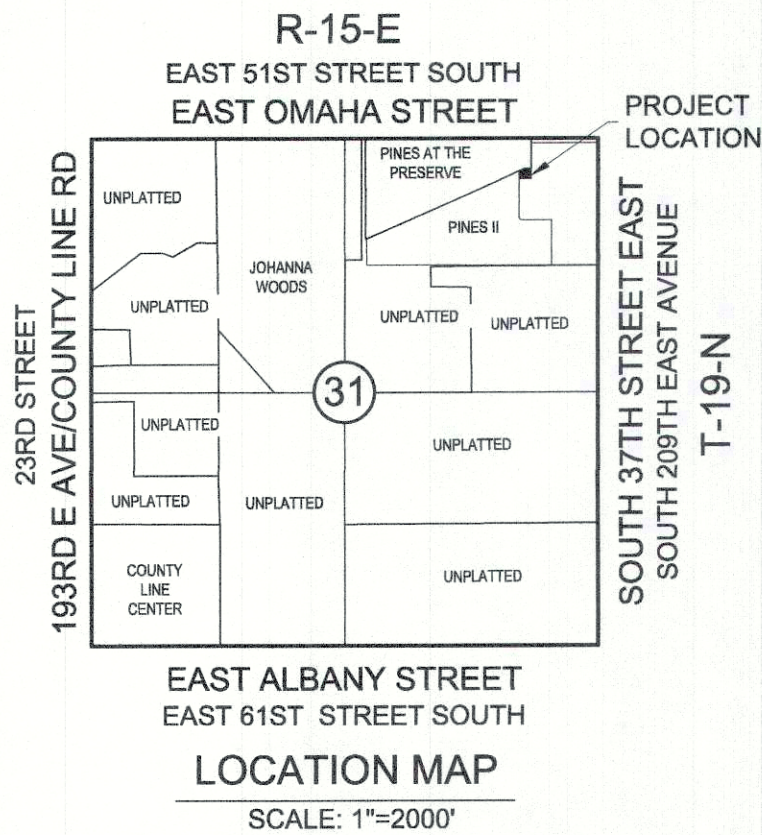 R-15-E
EAST 51ST STREET SOUTH
EAST OMAHA STREET
PROJECT
LOCATION
PINES AT THE
PRESERVE
UNPLATTED
PINES II
JOHANNA
WOODS
UNPLATTED
UNPLATTED
UNPLATTED
23RD STREET
193RD E AVE/COUNTY LINE RD
31
SOUTH 37TH STREET EAST
SOUTH 209TH EAST AVENUE
T-19-N
UNPLATTED
UNPLATTED
UNPLATTED
UNPLATTED
COUNTY
LINE
CENTER
UNPLATTED
EAST ALBANY STREET
EAST 61ST STREET SOUTH
LOCATION MAP
SCALE: 1"=2000'